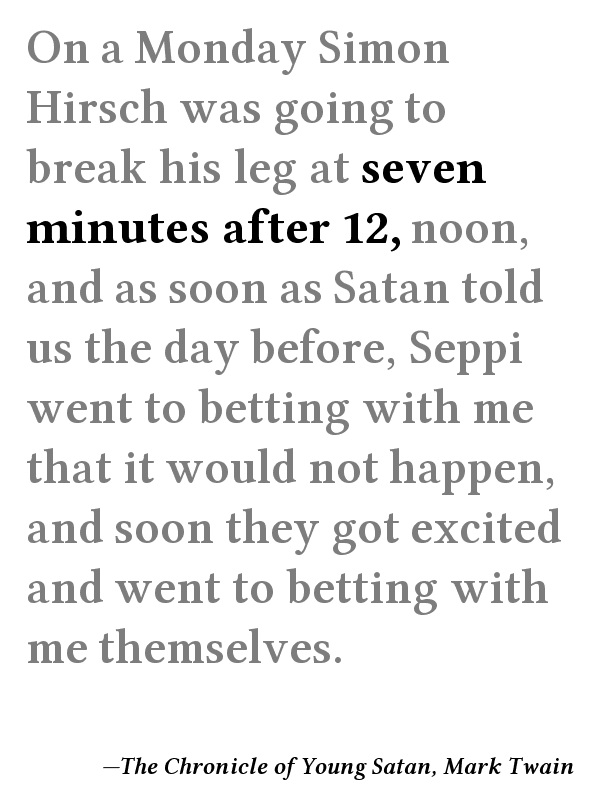 On a Monday Simon
Hirsch was going to
break his leg at seven
minutes after 12, noon,
and as soon as Satan told
us the day before, Seppi
went to betting with me
that it would not happen,
and soon they got excited
and went to betting with
me themselves.
—The Chronicle of Young Satan, Mark Twain